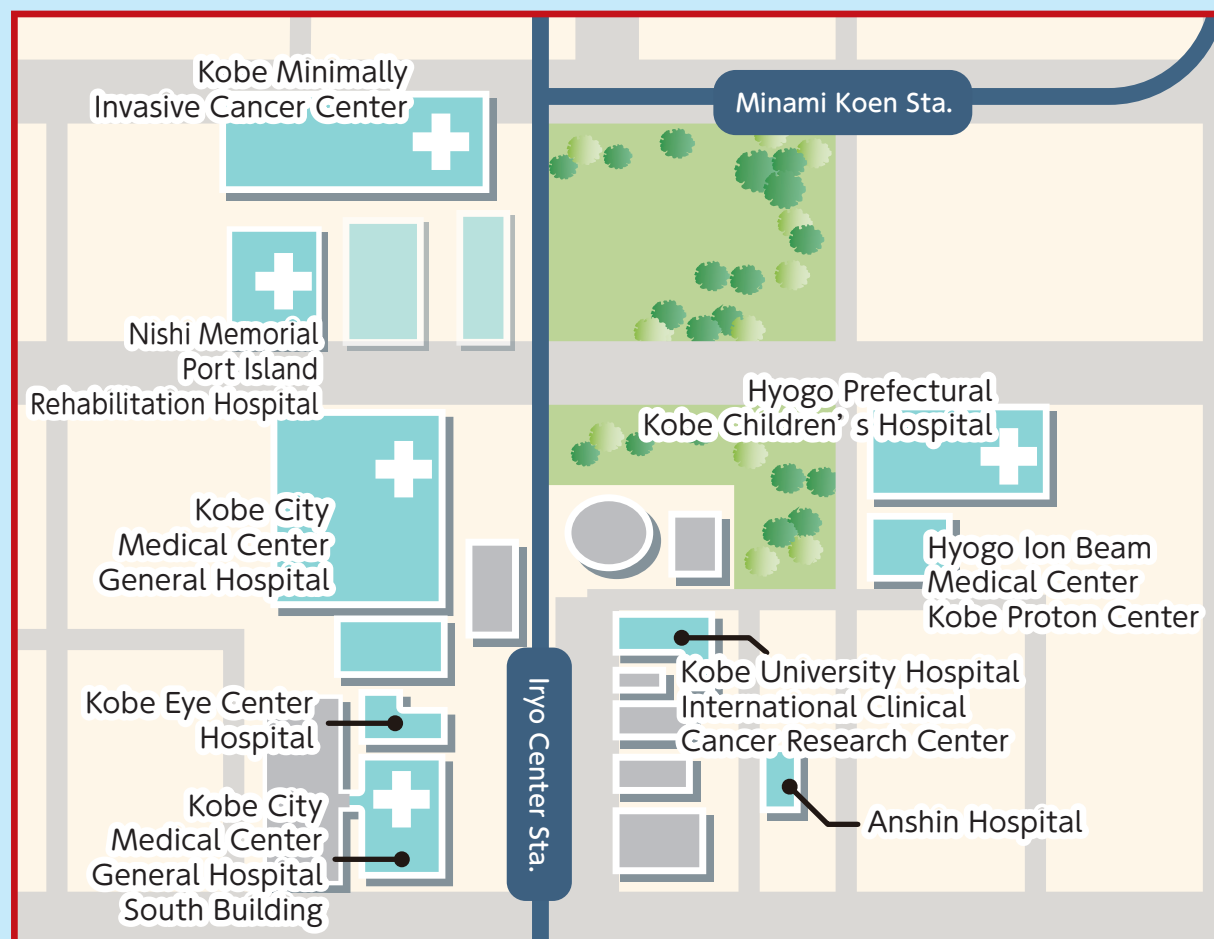 Kobe Minimally
Invasive Cancer Center
Minami Koen Sta.
Nishi Memorial
Port Island
Rehabilitation Hospital
Hyogo Prefectural
Kobe Children’ s Hospital
Kobe City
Medical Center
General Hospital
Hyogo Ion Beam
Medical Center
Kobe Proton Center
Kobe Eye Center
Hospital
Iryo Center Sta.
Kobe University Hospital
International Clinical
Cancer Research Center
Kobe City
Medical Center
General Hospital
South Building
Anshin Hospital